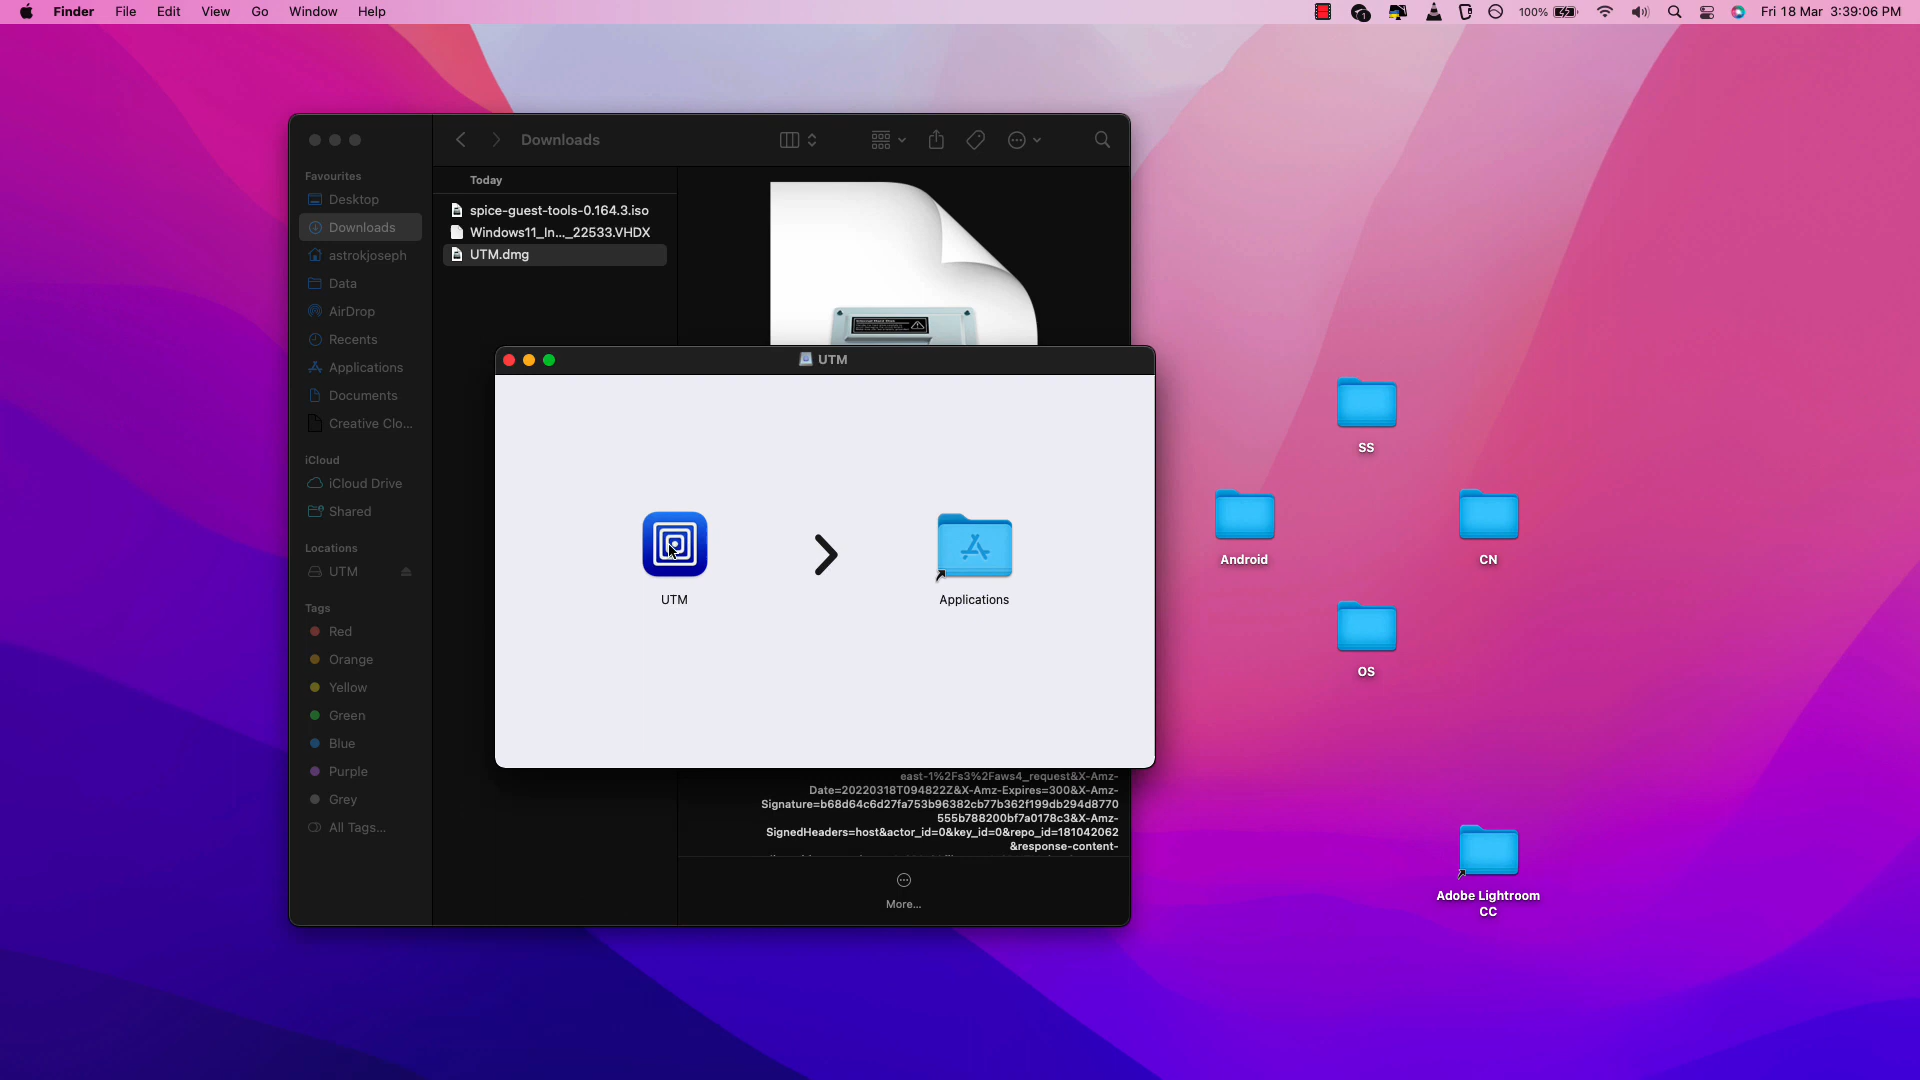 Finder File Edit View Go Window Help
100% Fri 18 Mar 3:39:06 PM
Downloads
Favourites
Desktop
Downloads
astrokjoseph
Data
AirDrop
Recents
Applications
Documents
Creative Clo...
iCloud
iCloud Drive
Shared
Locations
UTM
Tags
Red
Orange
Yellow
Green
Blue
Purple
Grey
All Tags...
Today
spice-guest-tools-0.164.3.iso
Windows11_In..._22533.VHDX
UTM.dmg
UTM
UTM
Applications
east-1%2Fs3%2Faws4_request&X-Amz-
Date=20220318T094822Z&X-Amz-Expires=300&X-Amz-
Signature=b68d64c6d27fa753b96382cb77b362f199db294d8770
555b788200bf7a0178c3&X-Amz-
SignedHeaders=host&actor_id=0&key_id=0&repo_id=181042062
&response-content-
More...
SS
Android
CN
OS
Adobe Lightroom
CC